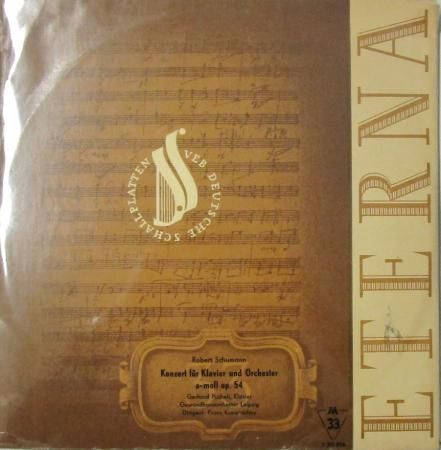 ETERNA
VEB DEUTSCHE SCHALLPLATTEN
Robert Schumann
Konzert für Klavier und Orchester
a-moll op. 54
Gerhard Puchelt, Klavier
Gewandhausorchester Leipzig
Dirigent: Franz Konwitschny
M
33